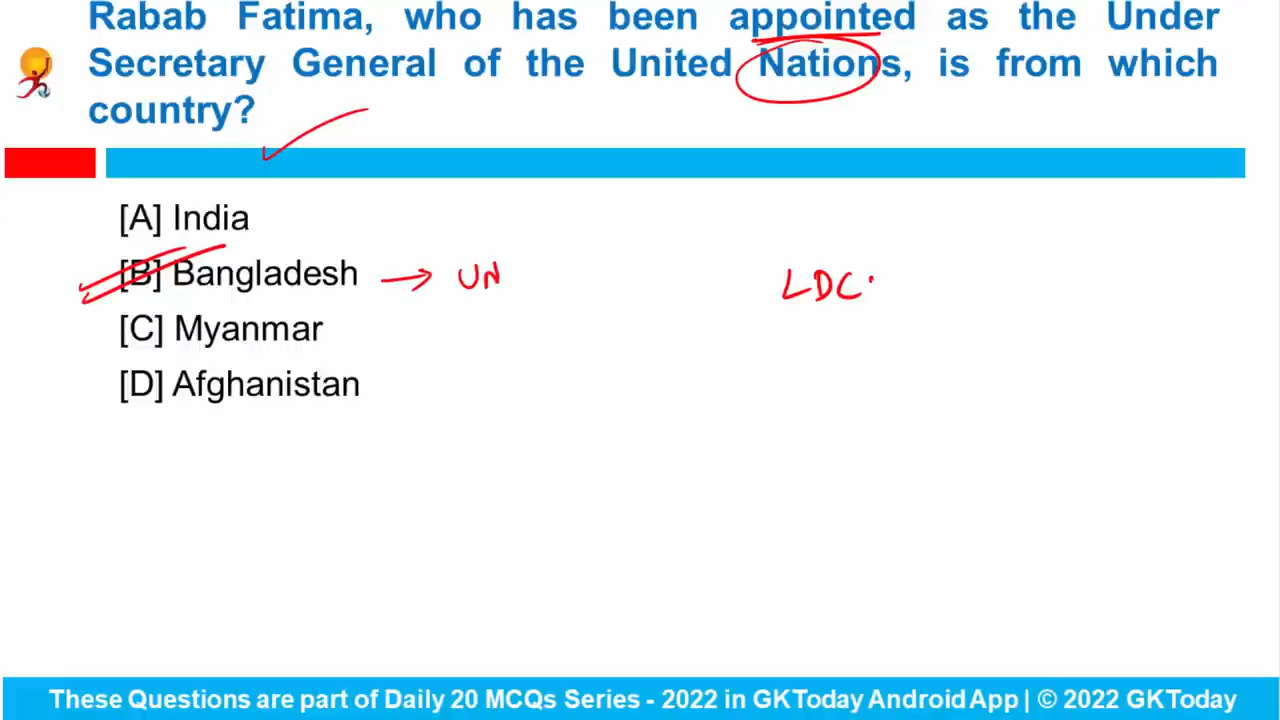 Rabab Fatima, who has been appointed as the Under
Secretary General of the United Nations, is from which
country?
[A] India
[B] Bangladesh → UN
LDC.
[C] Myanmar
[D] Afghanistan
These Questions are part of Daily 20 MCQs Series - 2022 in GKToday Android App | © 2022 GKToday